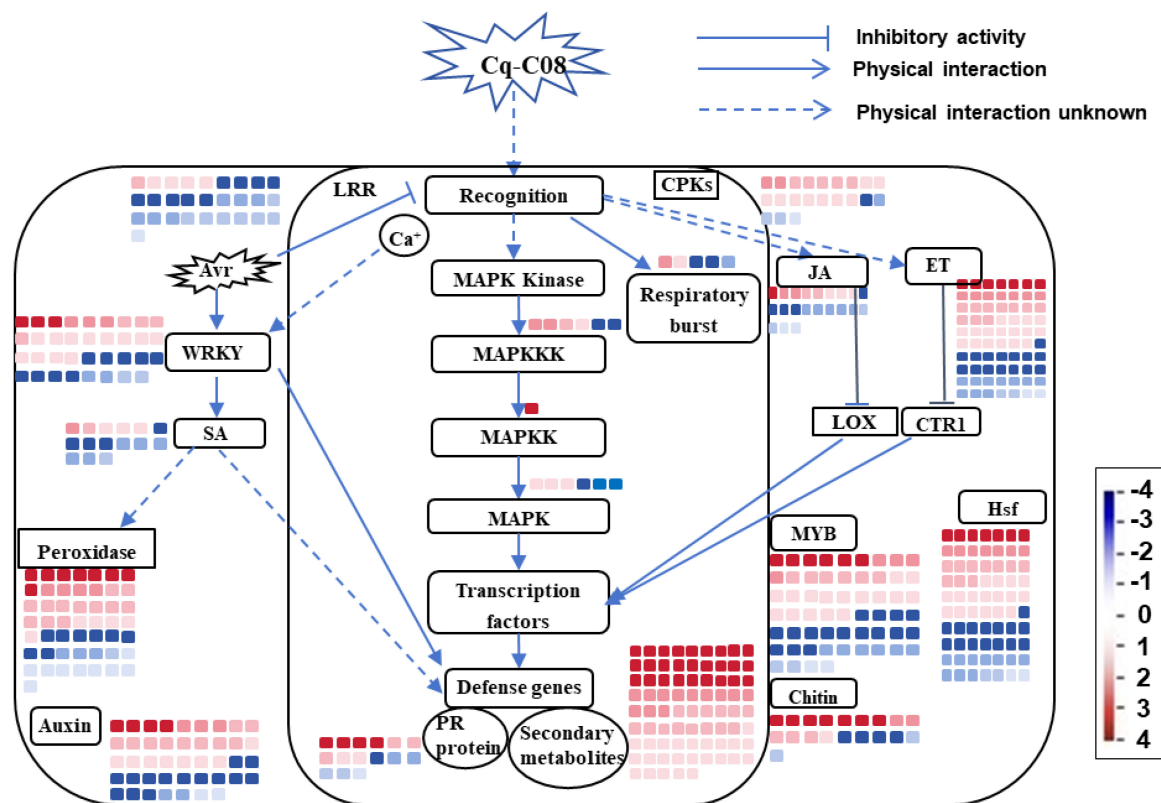 Cq-C08
Inhibitory activity
Physical interaction
Physical interaction unknown
LRR
Recognition
CPKs
Ca+
Avr
MAPK Kinase
Respiratory
burst
JA
ET
WRKY
MAPKKK
SA
MAPKK
LOX
CTR1
MAPK
Peroxidase
MYB
Hsf
Transcription
factors
Defense genes
Auxin
PR
protein
Secondary
metabolites
Chitin
-4
-3
-2
-1
0
1
2
3
4